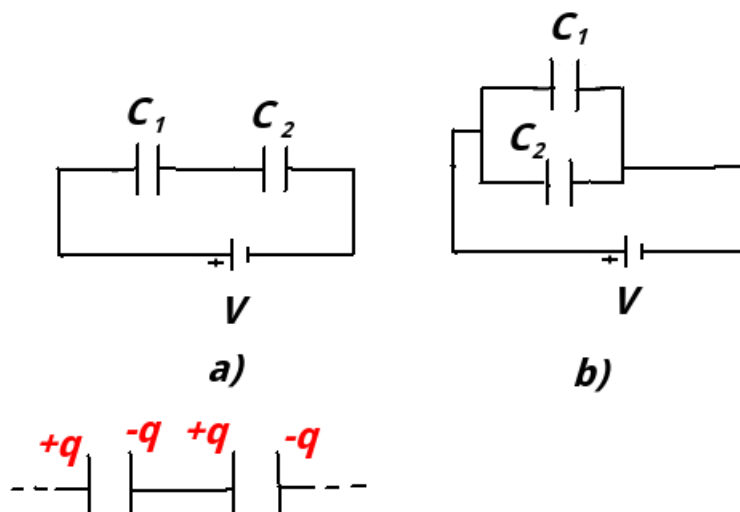 C₁ C₂
+
V
a)
C₁
C₂
+
V
b)
+q -q +q -q